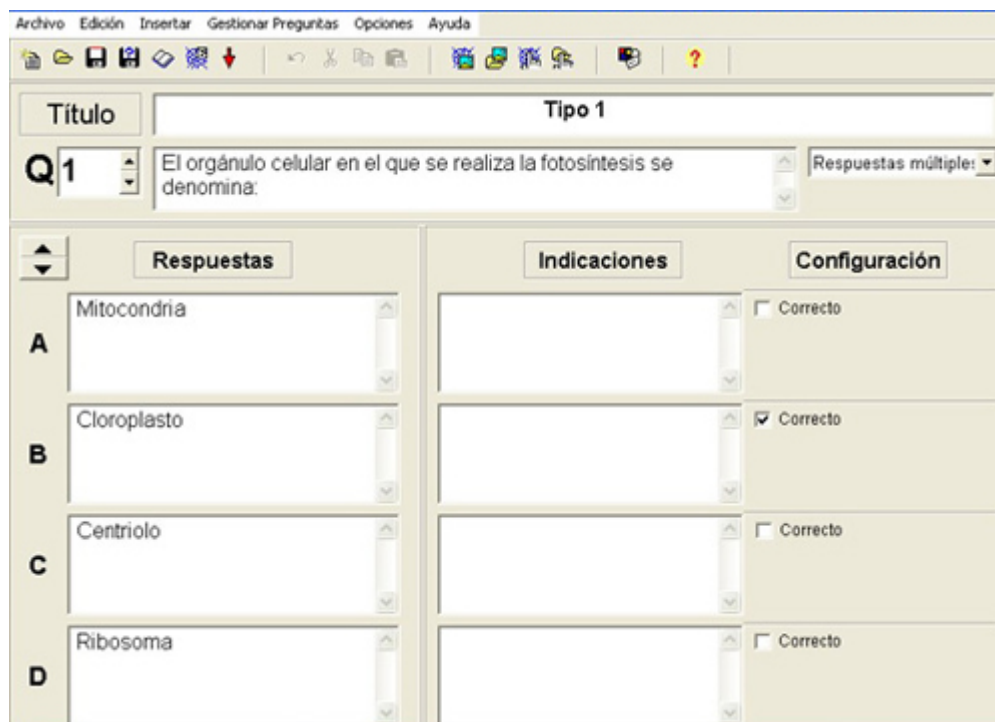 Archivo Edición Insertar Gestionar Preguntas Opciones Ayuda
Título
Tipo 1
Q 1
El orgánulo celular en el que se realiza la fotosíntesis se
denomina:
Respuestas múltiples
Respuestas
Indicaciones
Configuración
A
Mitocondria
Correcto
B
Cloroplasto
Correcto
C
Centriolo
Correcto
D
Ribosoma
Correcto